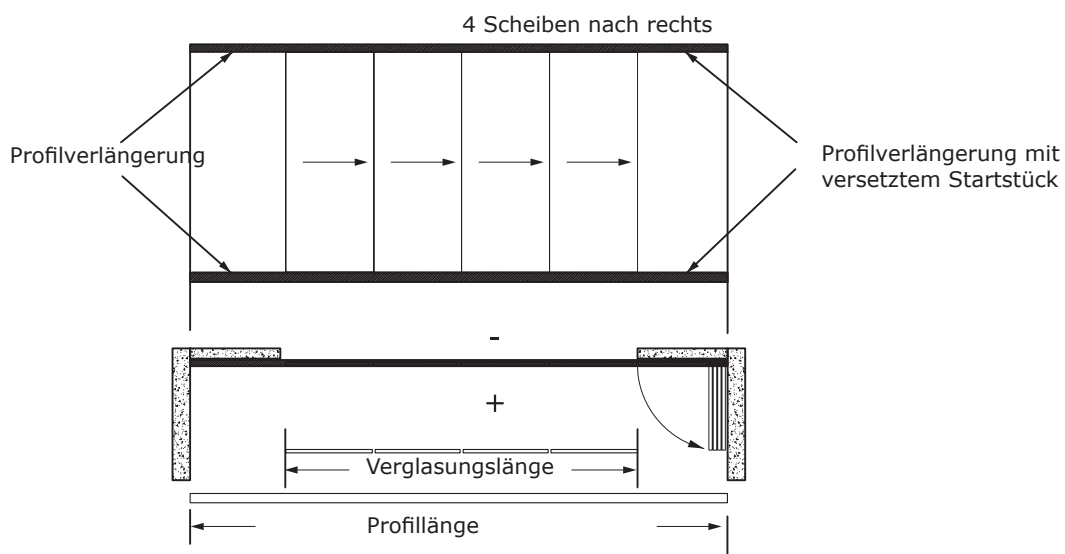 4 Scheiben nach rechts
Profilverlängerung
Profilverlängerung mit
versetztem Startstück
-
+
Verglasungslänge
Profillänge